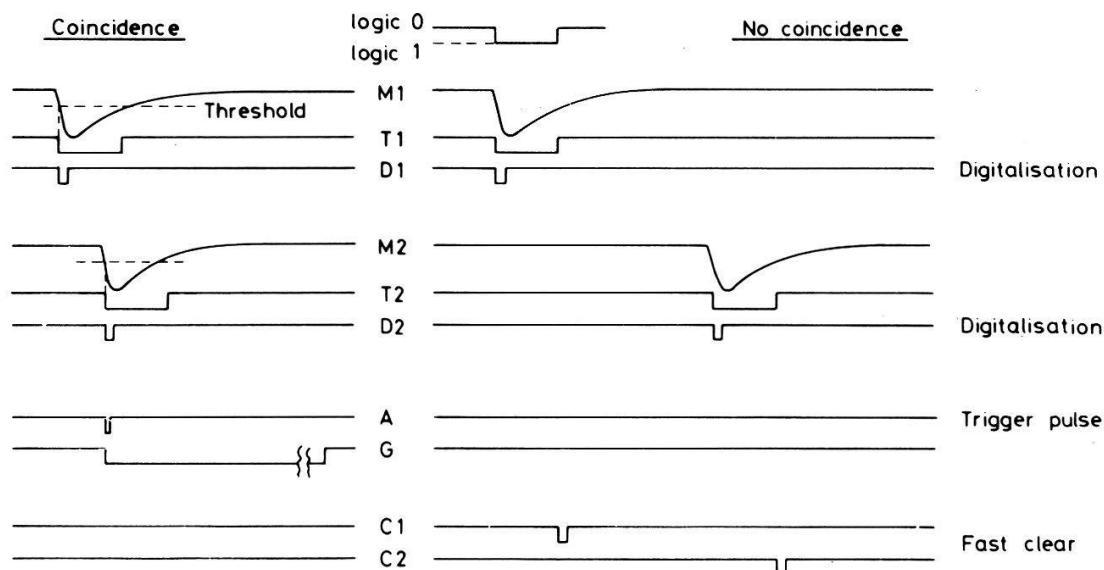 Coincidence
logic 0
logic 1
No coincidence
M1
Threshold
T1
D1
Digitalisation
M2
T2
D2
Digitalisation
A
Trigger pulse
G
C1
Fast clear
C2